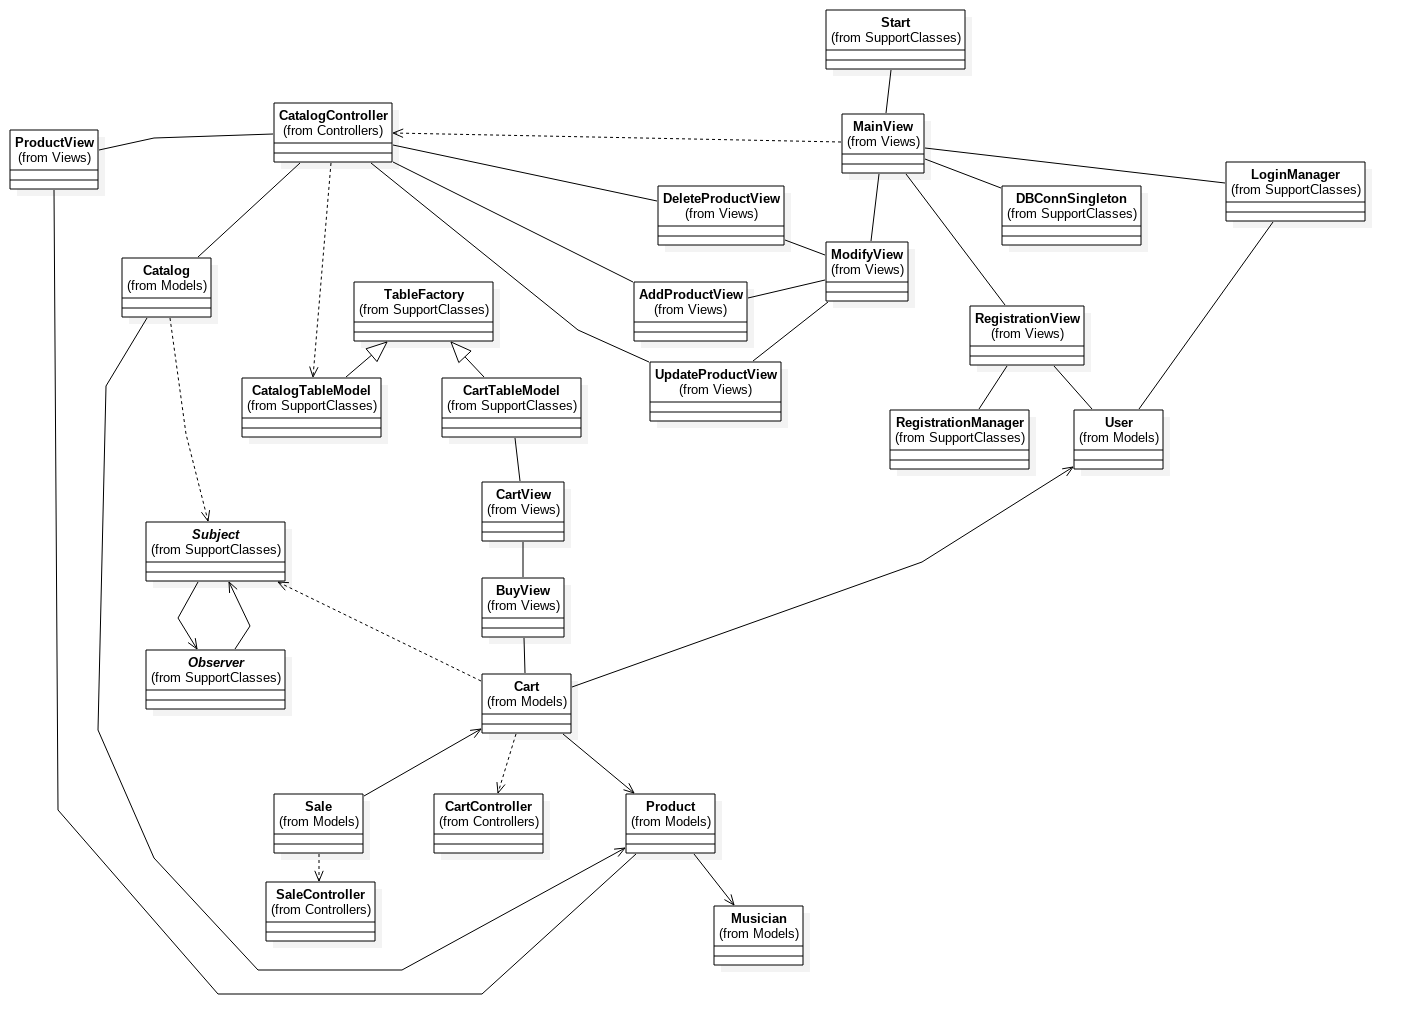 Start
(from SupportClasses)
CatalogController
(from Controllers)
MainView
(from Views)
ProductView
(from Views)
LoginManager
(from SupportClasses)
DeleteProductView
(from Views)
DBConnSingleton
(from SupportClasses)
ModifyView
(from Views)
Catalog
(from Models)
TableFactory
(from SupportClasses)
AddProductView
(from Views)
RegistrationView
(from Views)
UpdateProductView
(from Views)
CatalogTableModel
(from SupportClasses)
CartTableModel
(from SupportClasses)
RegistrationManager
(from SupportClasses)
User
(from Models)
CartView
(from Views)
Subject
(from SupportClasses)
BuyView
(from Views)
Observer
(from SupportClasses)
Cart
(from Models)
Sale
(from Models)
CartController
(from Controllers)
Product
(from Models)
SaleController
(from Controllers)
Musician
(from Models)